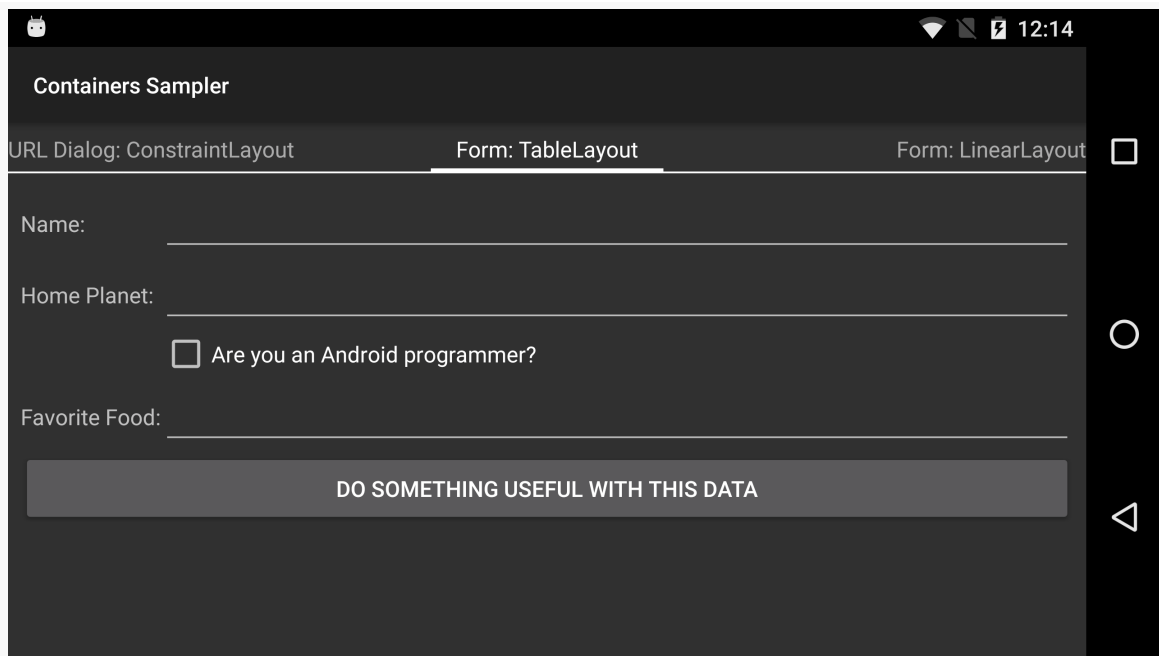 12:14
Containers Sampler
URL Dialog: ConstraintLayout
Form: TableLayout
Form: LinearLayout
Name:
Home Planet:
Are you an Android programmer?
Favorite Food:
DO SOMETHING USEFUL WITH THIS DATA